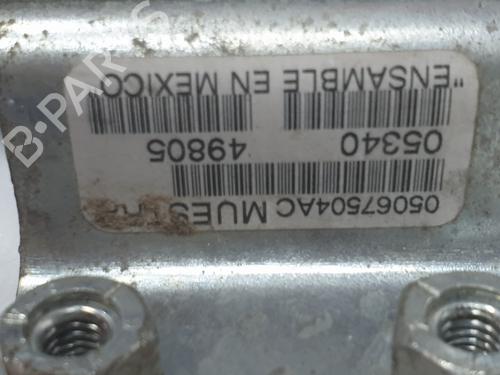 05067504AC MUES
05340 49805
"ENSAMBLE EN MEXICO
B-PARTS